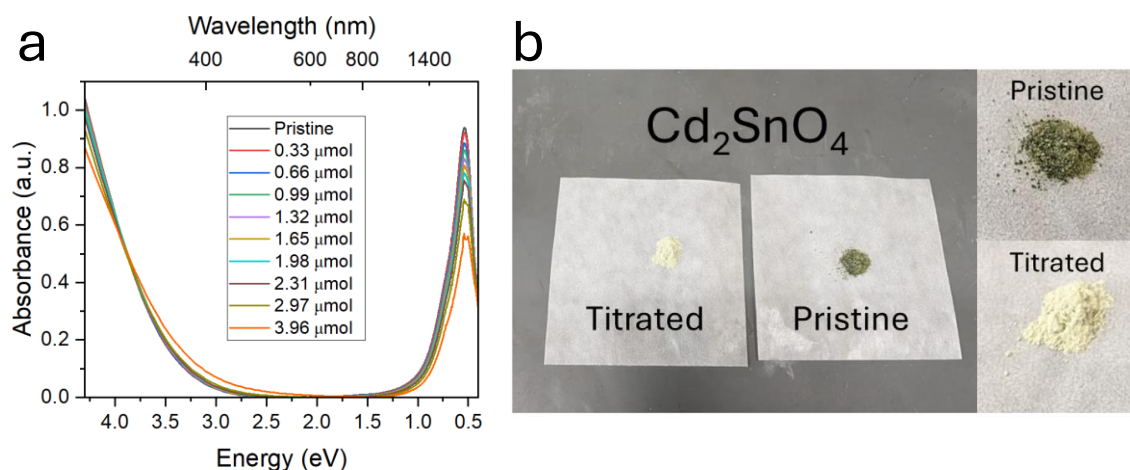 a
Wavelength (nm)
400 600 800 1400
Absorbance (a.u.)
1.0
0.8
0.6
0.4
0.2
0.0
Pristine
0.33 μmol
0.66 μmol
0.99 μmol
1.32 μmol
1.65 μmol
1.98 μmol
2.31 μmol
2.97 μmol
3.96 μmol
4.0 3.5 3.0 2.5 2.0 1.5 1.0 0.5
Energy (eV)
b
Cd₂SnO₄
Titrated
Pristine
Pristine
Titrated